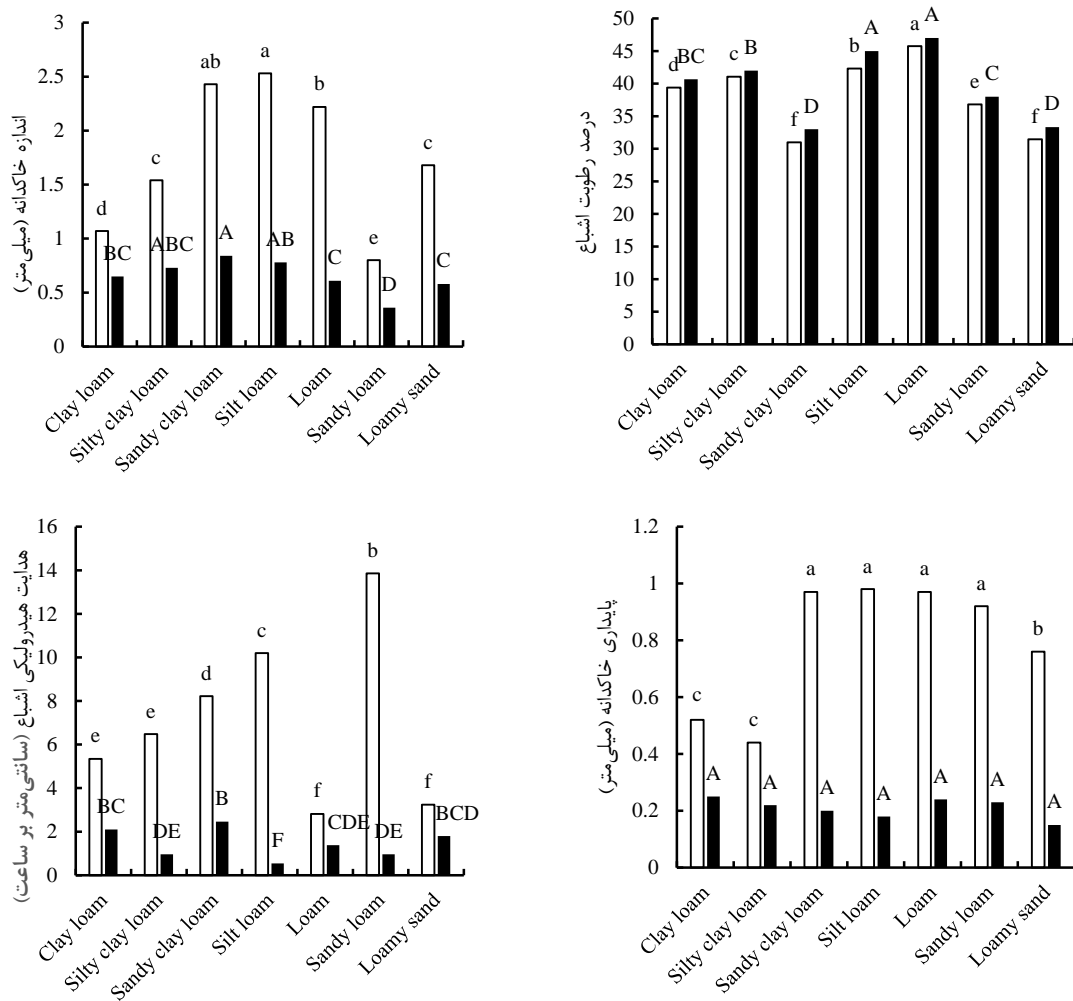 اندازه خاکدانه (میلی‌متر)
3
2.5
2
1.5
1
0.5
0
d
BC
c
ABC
ab
A
a
AB
b
C
e
D
c
C
Clay loam
Silty clay loam
Sandy clay loam
Silt loam
Loam
Sandy loam
Loamy sand
درصد رطوبت اشباع
50
45
40
35
30
25
20
15
10
5
0
d
BC
c
B
f
D
b
A
a
A
e
C
f
D
Clay loam
Silty clay loam
Sandy clay loam
Silt loam
Loam
Sandy loam
Loamy sand
هدایت هیدرولیکی اشباع (سانتی‌متر بر ساعت)
16
14
12
10
8
6
4
2
0
e
BC
e
DE
d
B
c
F
f
CDE
b
DE
f
BCD
Clay loam
Silty clay loam
Sandy clay loam
Silt loam
Loam
Sandy loam
Loamy sand
پایداری خاکدانه (میلی‌متر)
1.2
1
0.8
0.6
0.4
0.2
0
c
A
c
A
a
A
a
A
a
A
a
A
b
A
Clay loam
Silty clay loam
Sandy clay loam
Silt loam
Loam
Sandy loam
Loamy sand